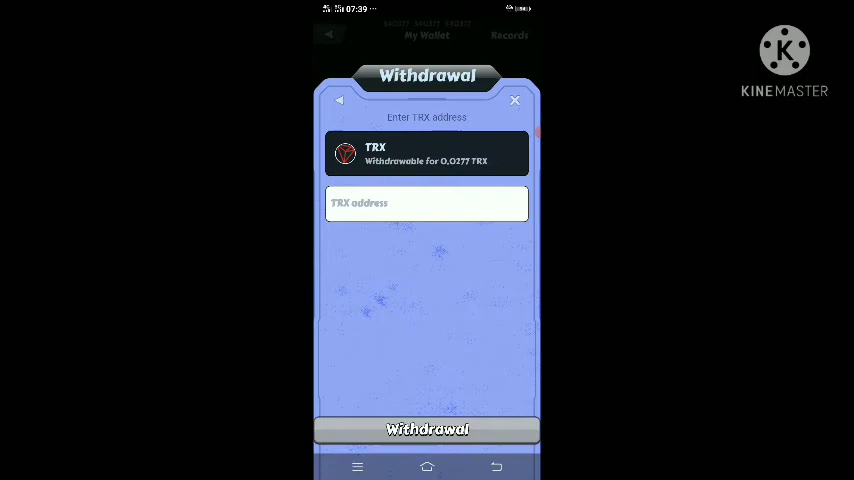 07:39 ...
My Wallet
Records
Withdrawal
Enter TRX address
TRX
Withdrawable for 0,0277 TRX
TRX address
Withdrawal
K
KINEMASTER